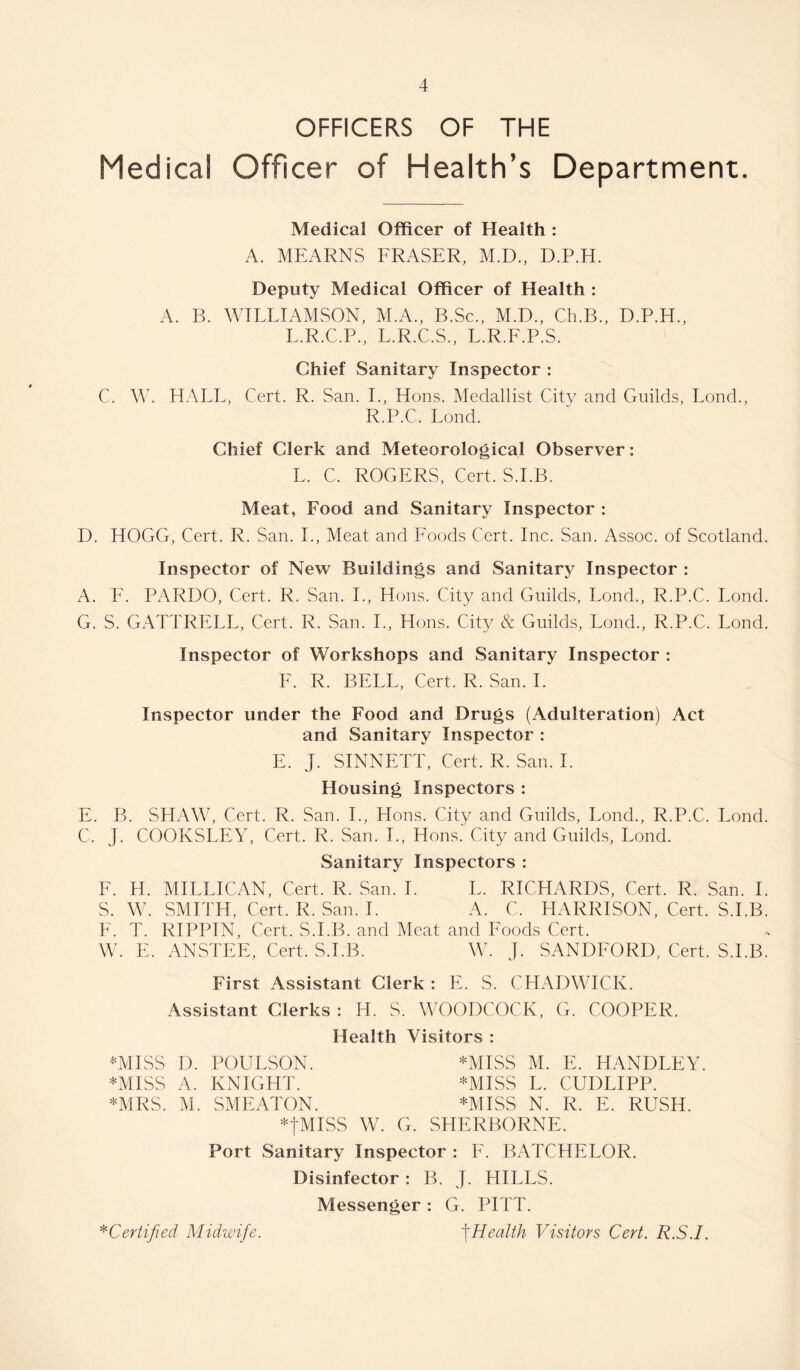 4
OFFICERS OF THE
Medical Officer of Health's Department.
Medical Officer of Health :
A. MEARNS FRASER, M.D., D.P.H.
Deputy Medical Officer of Health :
A. B. WILLIAMSON, M.A., B.Sc., M.D., Ch.B., D.P.H.,
L.R.C.P., L.R.C.S., L.R.F.P.S.
Chief Sanitary Inspector :
C. W. HALL, Cert. R. San. I., Hons. Medallist City and Guilds, Lond.,
R.P.C. Lond.
Chief Clerk and Meteorological Observer:
L. C. ROGERS, Cert. S.I.B.
Meat, Food and Sanitary Inspector :
D. HOGG, Cert. R. San. I., Meat and Foods Cert. Inc. San. Assoc. of Scotland.
Inspector of New Buildings and Sanitary Inspector :
A. F. PARDO, Cert. R. San. I., Hons. City and Guilds, Lond., R.P.C. Lond.
G. S. GATTRELL, Cert. R. San. I., Hons. City & Guilds, Lond., R.P.C. Lond.
Inspector of Workshops and Sanitary Inspector :
F. R. BELL, Cert. R. San. I.
Inspector under the Food and Drugs (Adulteration) Act
and Sanitary Inspector :
E. J. SINNETT, Cert. R. San. I.
Housing Inspectors :
E. B. SHAW, Cert. R. San. I., Hons. City and Guilds, Lond., R.P.C. Lond.
C. J. COOKSLEY, Cert. R. San. I., Hons. City and Guilds, Lond.
Sanitary Inspectors :
F. H. MILLICAN, Cert. R. San. I. L. RICHARDS, Cert. R. San. I.
S. W. SMITH, Cert. R. San. I. A. C. HARRISON, Cert. S.I.B.
F. T. RIPPIN, Cert. S.I.B. and Meat and Foods Cert.
W. E. ANSTEE, Cert. S.I.B. W. J. SANDFORD, Cert. S.I.B.
First Assistant Clerk : E. S. CHADWICK.
Assistant Clerks : H. S. WOODCOCK, G. COOPER.
Health Visitors :
*MISS D. POULSON. *MISS M. E. HANDLEY.
*MISS A. KNIGHT. *MISS L. CUDLIPP.
*MRS. M. SMEATON. *MISS N. R. E. RUSH.
*†MISS W. G. SHERBORNE.
Port Sanitary Inspector : F. BATCHELOR.
Disinfector : B. J. HILLS.
Messenger : G. PITT.
*Certified Midwife. †Health Visitors Cert. R.S.I.